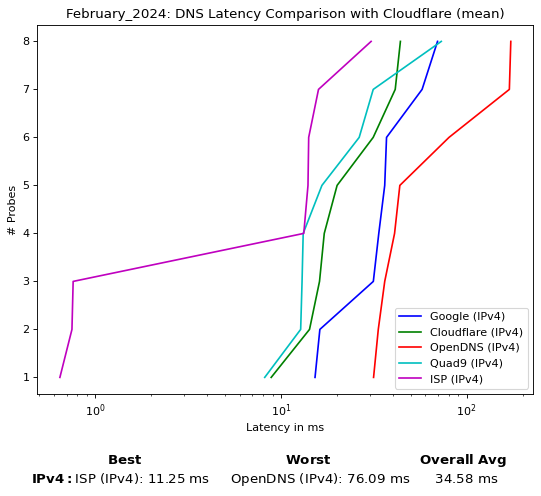 February_2024: DNS Latency Comparison with Cloudflare (mean)
8
7
6
5
4
3
2
1
# Probes
Google (IPv4)
Cloudflare (IPv4)
OpenDNS (IPv4)
Quad9 (IPv4)
ISP (IPv4)
10⁰ 10¹ 10²
Latency in ms
Best Worst Overall Avg
IPv4: ISP (IPv4): 11.25 ms OpenDNS (IPv4): 76.09 ms 34.58 ms